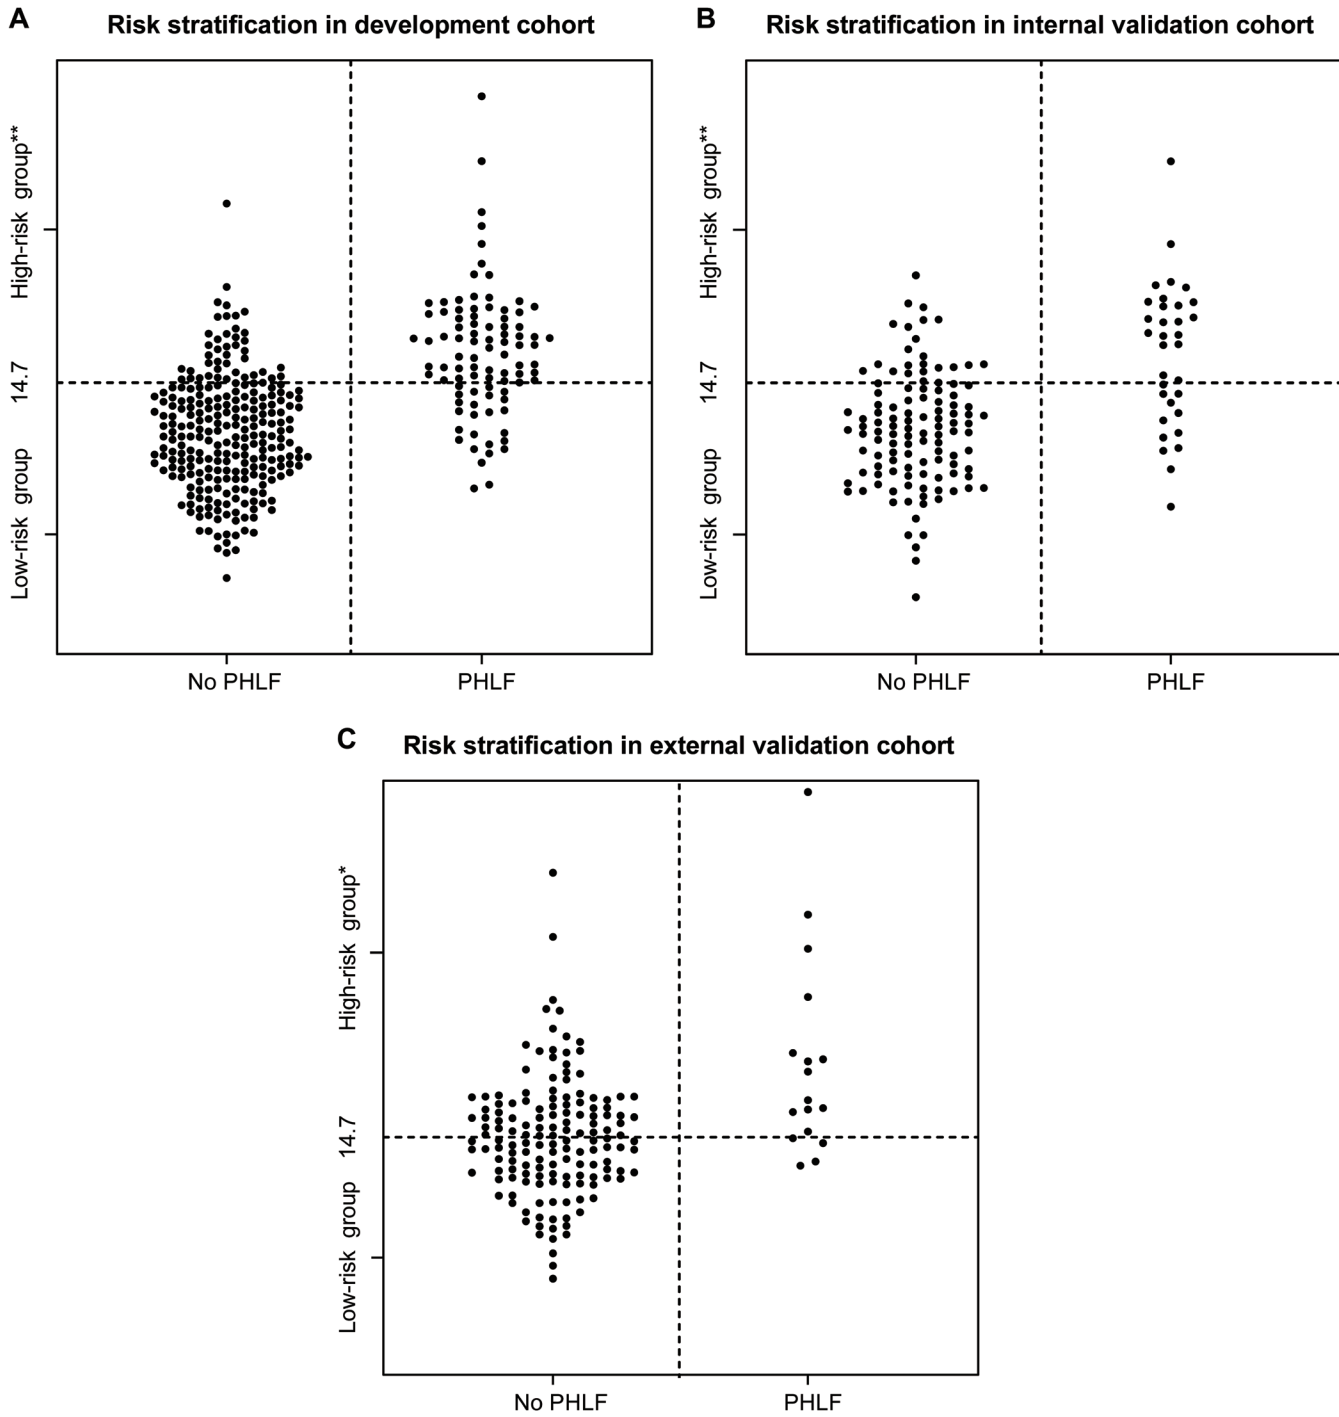 A
Risk stratification in development cohort
High-risk group**
14.7
Low-risk group
No PHLF
PHLF
B
Risk stratification in internal validation cohort
High-risk group**
14.7
Low-risk group
No PHLF
PHLF
C
Risk stratification in external validation cohort
High-risk group*
14.7
Low-risk group
No PHLF
PHLF